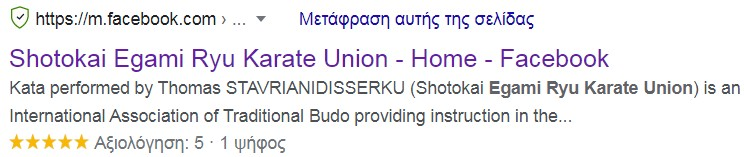 https://m.facebook.com › ... Μετάφραση αυτής της σελίδας
Shotokai Egami Ryu Karate Union - Home - Facebook
Kata performed by Thomas STAVRIANIDISSERKU (Shotokai Egami Ryu Karate Union) is an
International Association of Traditional Budo providing instruction in the...
Αξιολόγηση: 5 · 1 ψήφος